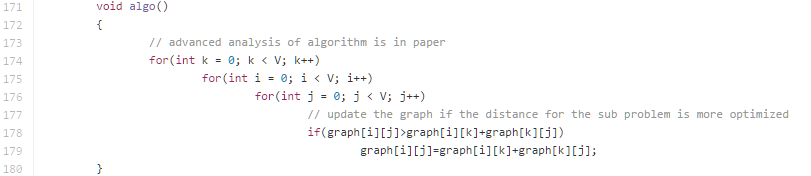 171 void algo()
172 {
173 // advanced analysis of algorithm is in paper
174 for(int k = 0; k < V; k++)
175 for(int i = 0; i < V; i++)
176 for(int j = 0; j < V; j++)
177 // update the graph if the distance for the sub problem is more optimized
178 if(graph[i][j]>graph[i][k]+graph[k][j])
179 graph[i][j]=graph[i][k]+graph[k][j];
180 }